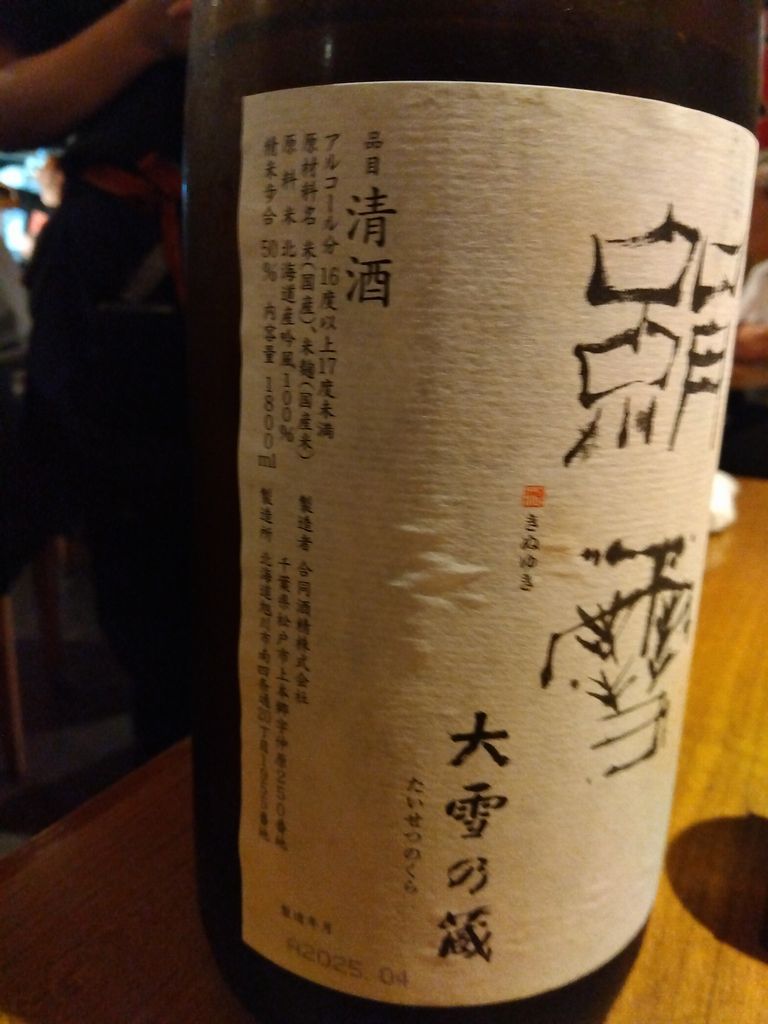 絹雪
きぬゆき
大雪乃蔵
たいせつのくら
品目 清酒
アルコール分 16度以上17度未満
原材料名 米(国産)、米麹(国産米)
原料米 北海道産吟風100%
精米歩合 50% 内容量 1800ml
製造者 合同酒精株式会社
千葉県松戸市上本郷字仲原250番地
製造所 北海道旭川市南四条通20丁目1955番地
製造年月
A2025.04